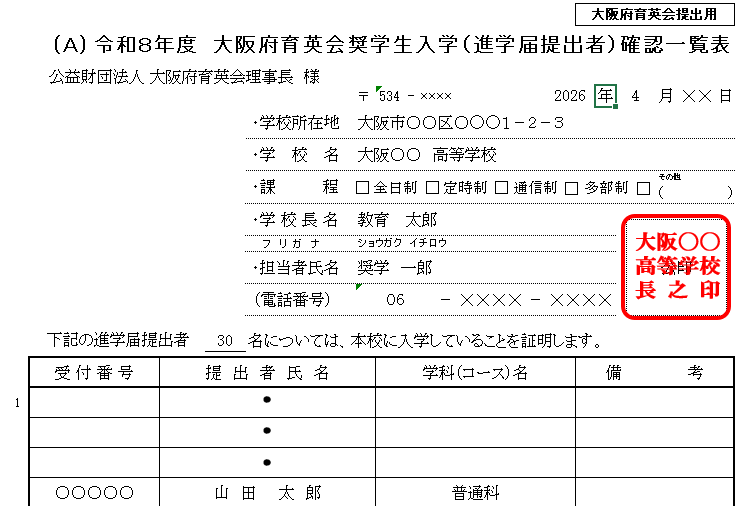 大阪府育英会提出用
(A) 令和8年度 大阪府育英会奨学生入学(進学届提出者)確認一覧表
公益財団法人 大阪府育英会理事長 様
〒 534 - ×××× 2026 年 4 月 ×× 日
・学校所在地 大阪市〇〇区〇〇〇1-2-3
・学 校 名 大阪〇〇 高等学校
・課 程 □ 全日制 □ 定時制 □ 通信制 □ 多部制 □ その他 ( )
・学 校 長 名 教育 太郎
フ リ ガ ナ ショウガク イチロウ
・担当者氏名 奨学 一郎
(電話番号) 06 - ×××× - ××××
大阪〇〇
高等学校
長 之 印
下記の進学届提出者 30 名については、本校に入学していることを証明します。
受 付 番 号 提 出 者 氏 名 学科(コース)名 備 考
1 ●
●
●
〇〇〇〇〇 山 田 太 郎 普通科